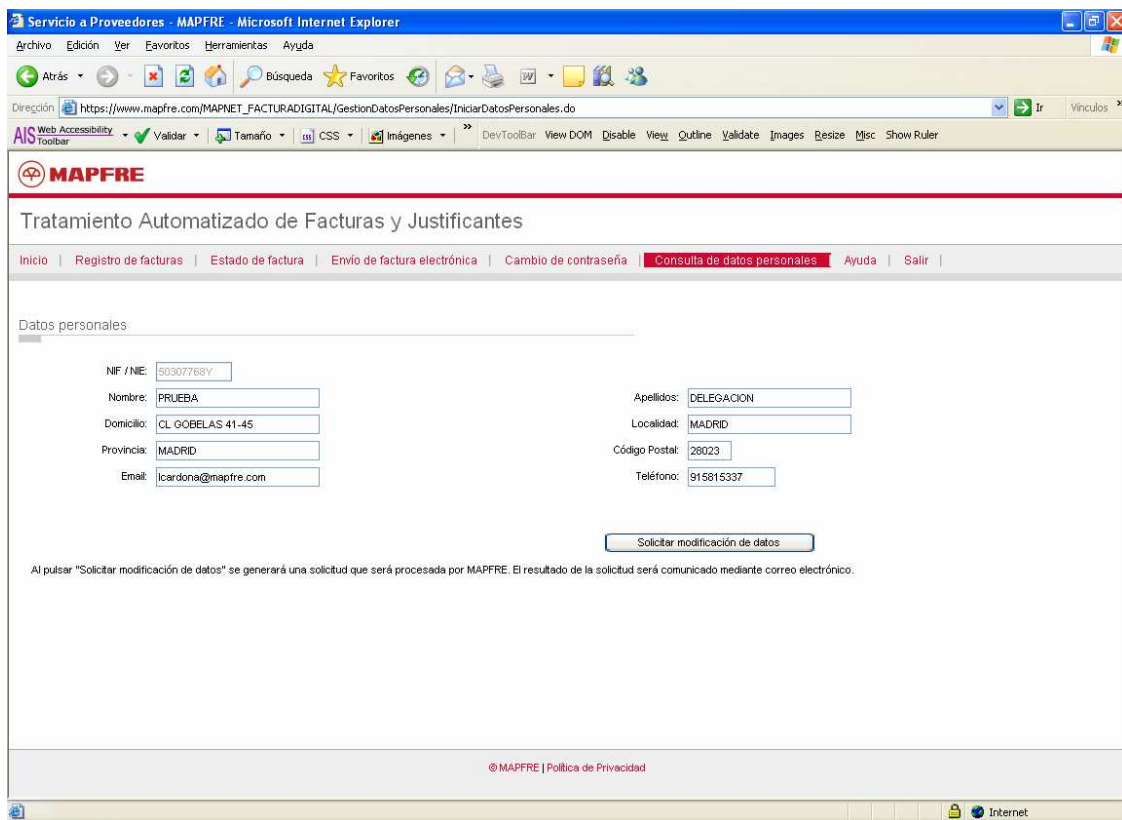 Servicio a Proveedores - MAPFRE - Microsoft Internet Explorer
Archivo Edición Ver Favoritos Herramientas Ayuda
Atrás Búsqueda Favoritos
Dirección https://www.mapfre.com/MAPNET_FACTURADIGITAL/GestionDatosPersonales/IniciarDatosPersonales.do Ir Vínculos »
AIS Web Accessibility Toolbar Validar Tamaño CSS Imágenes » DevToolBar View DOM Disable View Outline Validate Images Resize Misc Show Ruler
MAPFRE
Tratamiento Automatizado de Facturas y Justificantes
Inicio | Registro de facturas | Estado de factura | Envío de factura electrónica | Cambio de contraseña | Consulta de datos personales | Ayuda | Salir |
Datos personales
NIF / NIE: 50307768Y
Nombre: PRUEBA Apellidos: DELEGACION
Domicilio: CL GOBELAS 41-45 Localidad: MADRID
Provincia: MADRID Código Postal: 28023
Email: lcardona@mapfre.com Teléfono: 915815337
Solicitar modificación de datos
Al pulsar "Solicitar modificación de datos" se generará una solicitud que será procesada por MAPFRE. El resultado de la solicitud será comunicado mediante correo electrónico.
© MAPFRE | Política de Privacidad
Internet